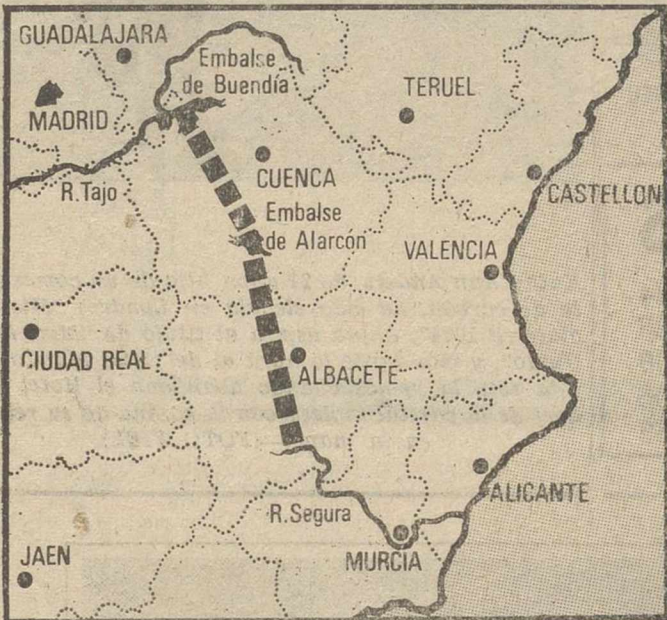 GUADALAJARA
Embalse
de Buendía
TERUEL
MADRID
CUENCA
R.Tajo
CASTELLON
Embalse
de Alarcón
VALENCIA
CIUDAD REAL
ALBACETE
ALICANTE
R.Segura
MURCIA
JAEN